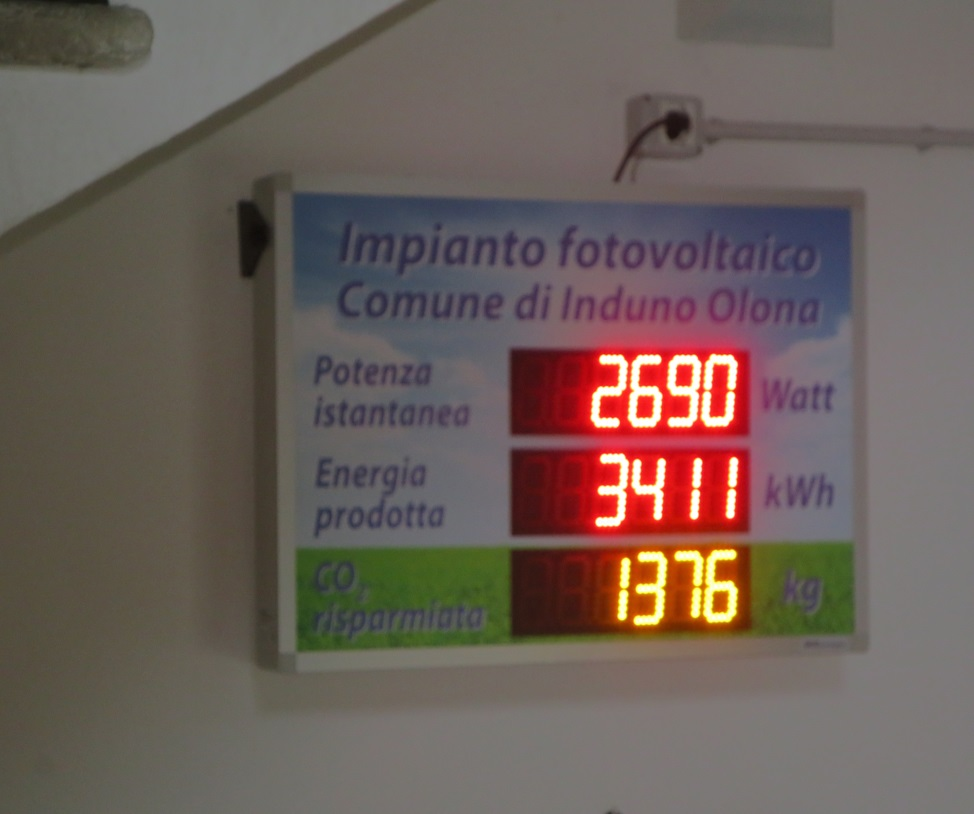 Impianto fotovoltaico
Comune di Induno Olona
Potenza
istantanea
2690 Watt
Energia
prodotta
3411 kWh
CO2
risparmiata
1376 kg